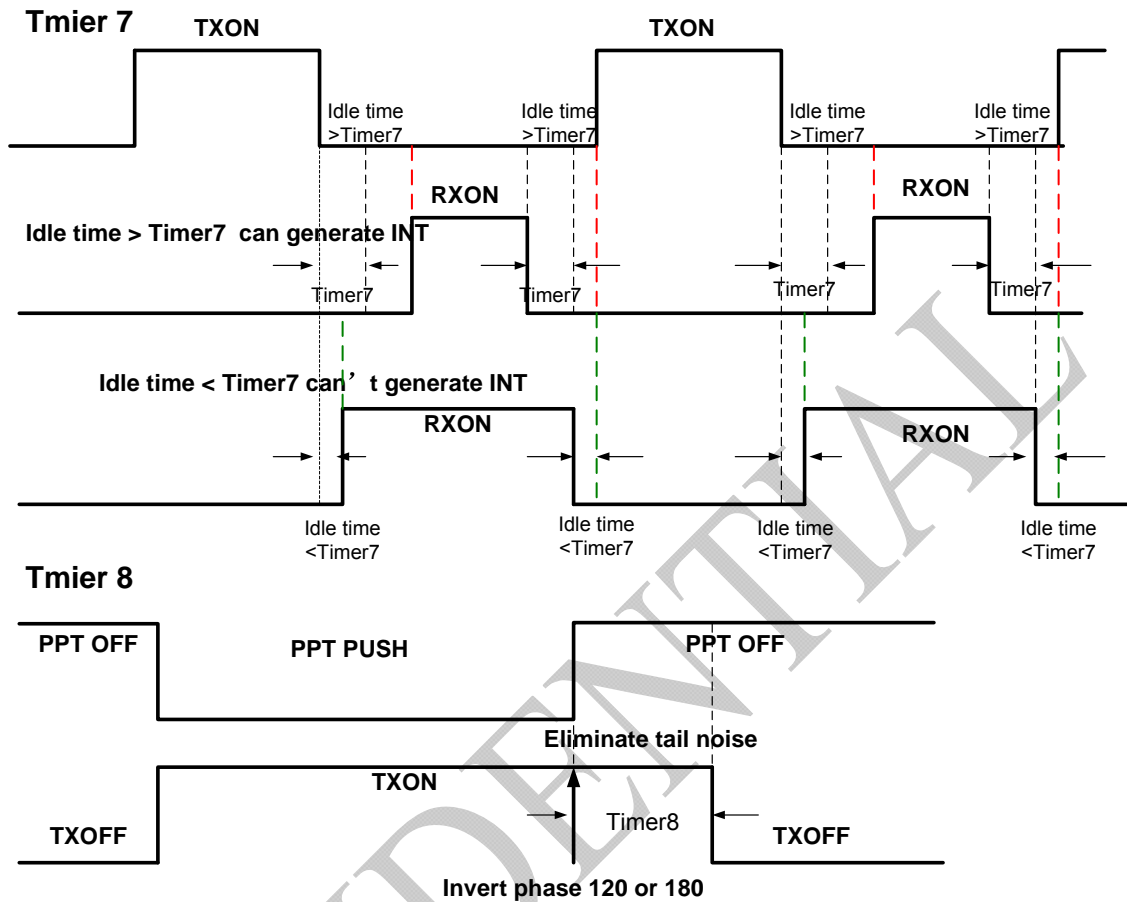 Tmier 7
TXON
TXON
Idle time
>Timer7
Idle time
>Timer7
Idle time
>Timer7
Idle time
>Timer7
RXON
RXON
Idle time > Timer7 can generate INT
Timer7
Timer7
Timer7
Timer7
Idle time < Timer7 can’t generate INT
RXON
RXON
Idle time
<Timer7
Idle time
<Timer7
Idle time
<Timer7
Idle time
<Timer7
Tmier 8
PPT OFF
PPT PUSH
PPT OFF
Eliminate tail noise
TXON
TXOFF
Timer8
TXOFF
Invert phase 120 or 180